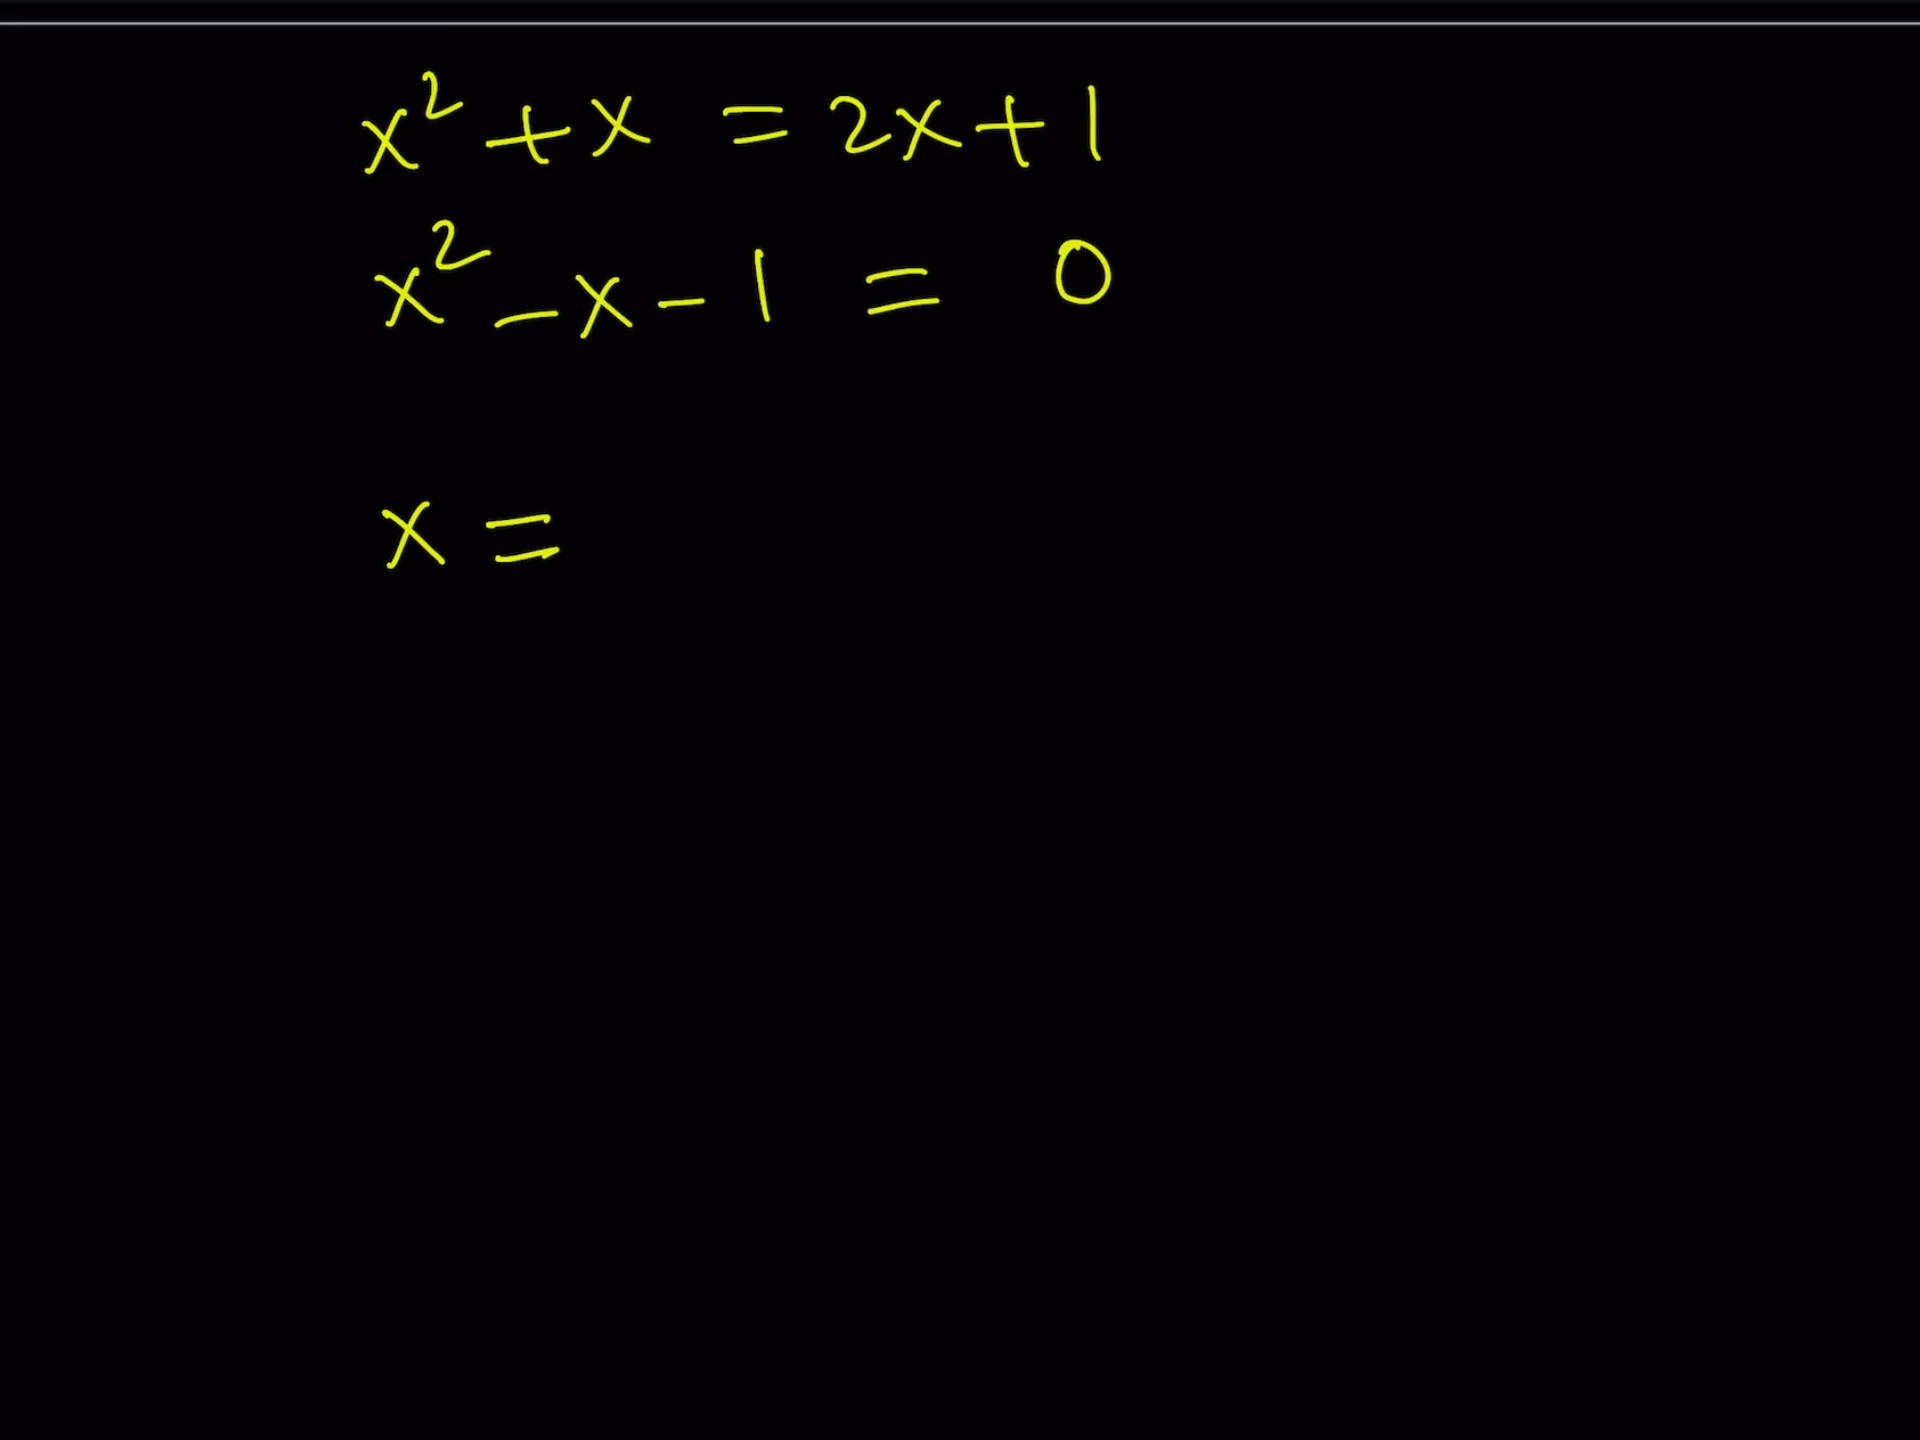 x² + x = 2x + 1
x² - x - 1 = 0
x =